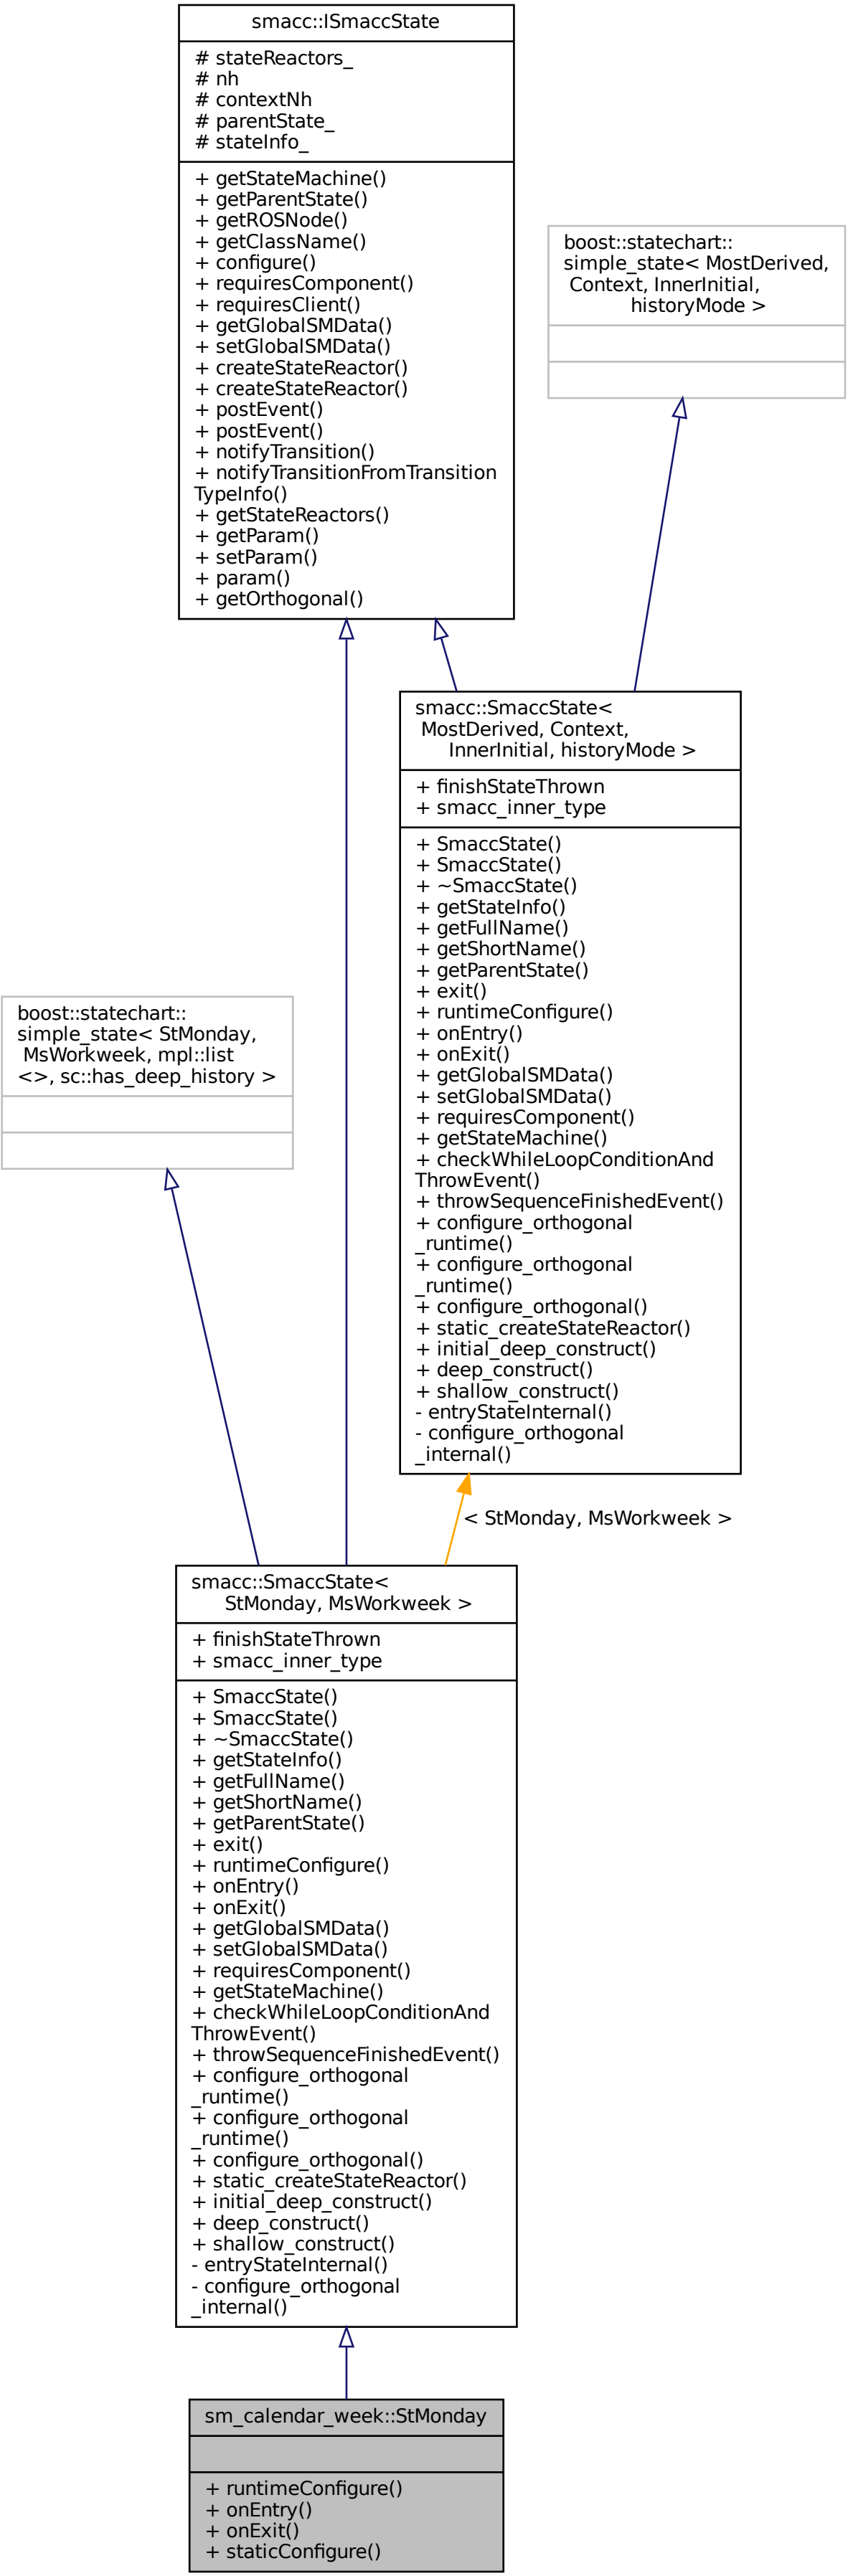 smacc::ISmaccState
# stateReactors_
# nh
# contextNh
# parentState_
# stateInfo_
+ getStateMachine()
+ getParentState()
+ getROSNode()
+ getClassName()
+ configure()
+ requiresComponent()
+ requiresClient()
+ getGlobalSMData()
+ setGlobalSMData()
+ createStateReactor()
+ createStateReactor()
+ postEvent()
+ postEvent()
+ notifyTransition()
+ notifyTransitionFromTransition
TypeInfo()
+ getStateReactors()
+ getParam()
+ setParam()
+ param()
+ getOrthogonal()
boost::statechart::
simple_state< MostDerived,
Context, InnerInitial,
historyMode >
smacc::SmaccState<
MostDerived, Context,
InnerInitial, historyMode >
+ finishStateThrown
+ smacc_inner_type
+ SmaccState()
+ SmaccState()
+ ~SmaccState()
+ getStateInfo()
+ getFullName()
+ getShortName()
+ getParentState()
+ exit()
+ runtimeConfigure()
+ onEntry()
+ onExit()
+ getGlobalSMData()
+ setGlobalSMData()
+ requiresComponent()
+ getStateMachine()
+ checkWhileLoopConditionAnd
ThrowEvent()
+ throwSequenceFinishedEvent()
+ configure_orthogonal
_runtime()
+ configure_orthogonal
_runtime()
+ configure_orthogonal()
+ static_createStateReactor()
+ initial_deep_construct()
+ deep_construct()
+ shallow_construct()
- entryStateInternal()
- configure_orthogonal
_internal()
boost::statechart::
simple_state< StMonday,
MsWorkweek, mpl::list
<>, sc::has_deep_history >
< StMonday, MsWorkweek >
smacc::SmaccState<
StMonday, MsWorkweek >
+ finishStateThrown
+ smacc_inner_type
+ SmaccState()
+ SmaccState()
+ ~SmaccState()
+ getStateInfo()
+ getFullName()
+ getShortName()
+ getParentState()
+ exit()
+ runtimeConfigure()
+ onEntry()
+ onExit()
+ getGlobalSMData()
+ setGlobalSMData()
+ requiresComponent()
+ getStateMachine()
+ checkWhileLoopConditionAnd
ThrowEvent()
+ throwSequenceFinishedEvent()
+ configure_orthogonal
_runtime()
+ configure_orthogonal
_runtime()
+ configure_orthogonal()
+ static_createStateReactor()
+ initial_deep_construct()
+ deep_construct()
+ shallow_construct()
- entryStateInternal()
- configure_orthogonal
_internal()
sm_calendar_week::StMonday
+ runtimeConfigure()
+ onEntry()
+ onExit()
+ staticConfigure()